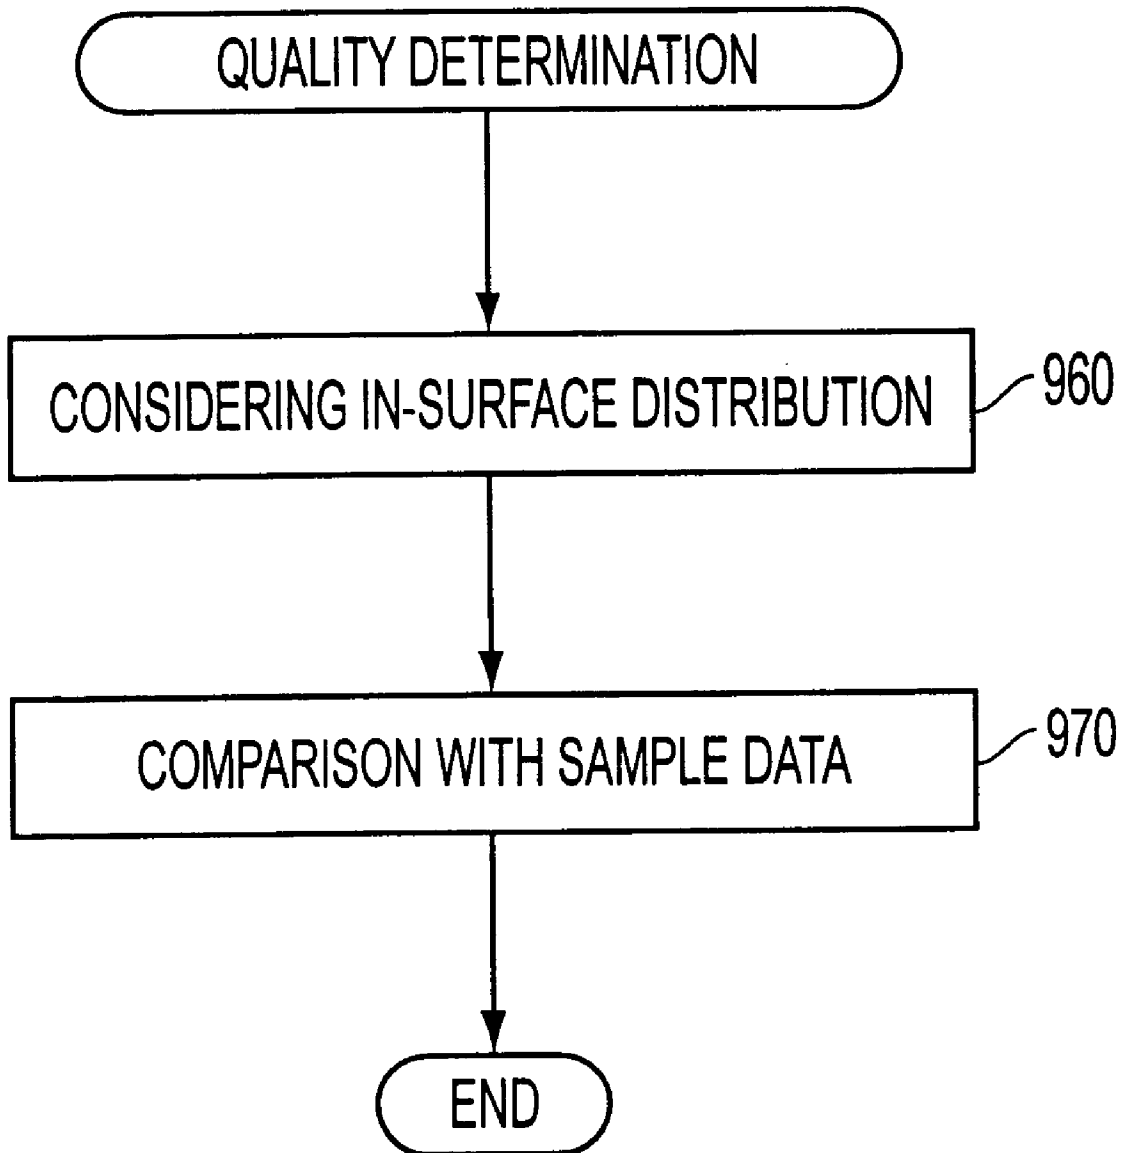 QUALITY DETERMINATION
CONSIDERING IN-SURFACE DISTRIBUTION
960
COMPARISON WITH SAMPLE DATA
970
END